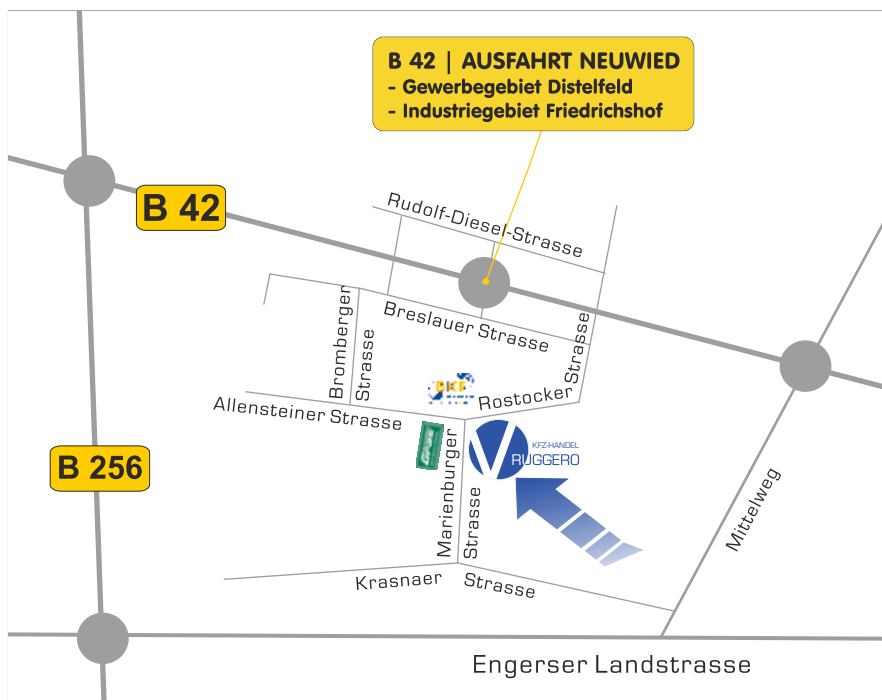 B 42 | AUSFAHRT NEUWIED
- Gewerbegebiet Distelfeld
- Industriegebiet Friedrichshof
B 42
Rudolf-Diesel-Strasse
Breslauer Strasse
Bromberger
Strasse
Rostocker
Strasse
Allensteiner Strasse
KFZ-HANDEL
V RUGGERO
Marienburger
Strasse
B 256
Mittelweg
Krasnaer Strasse
Engerser Landstrasse